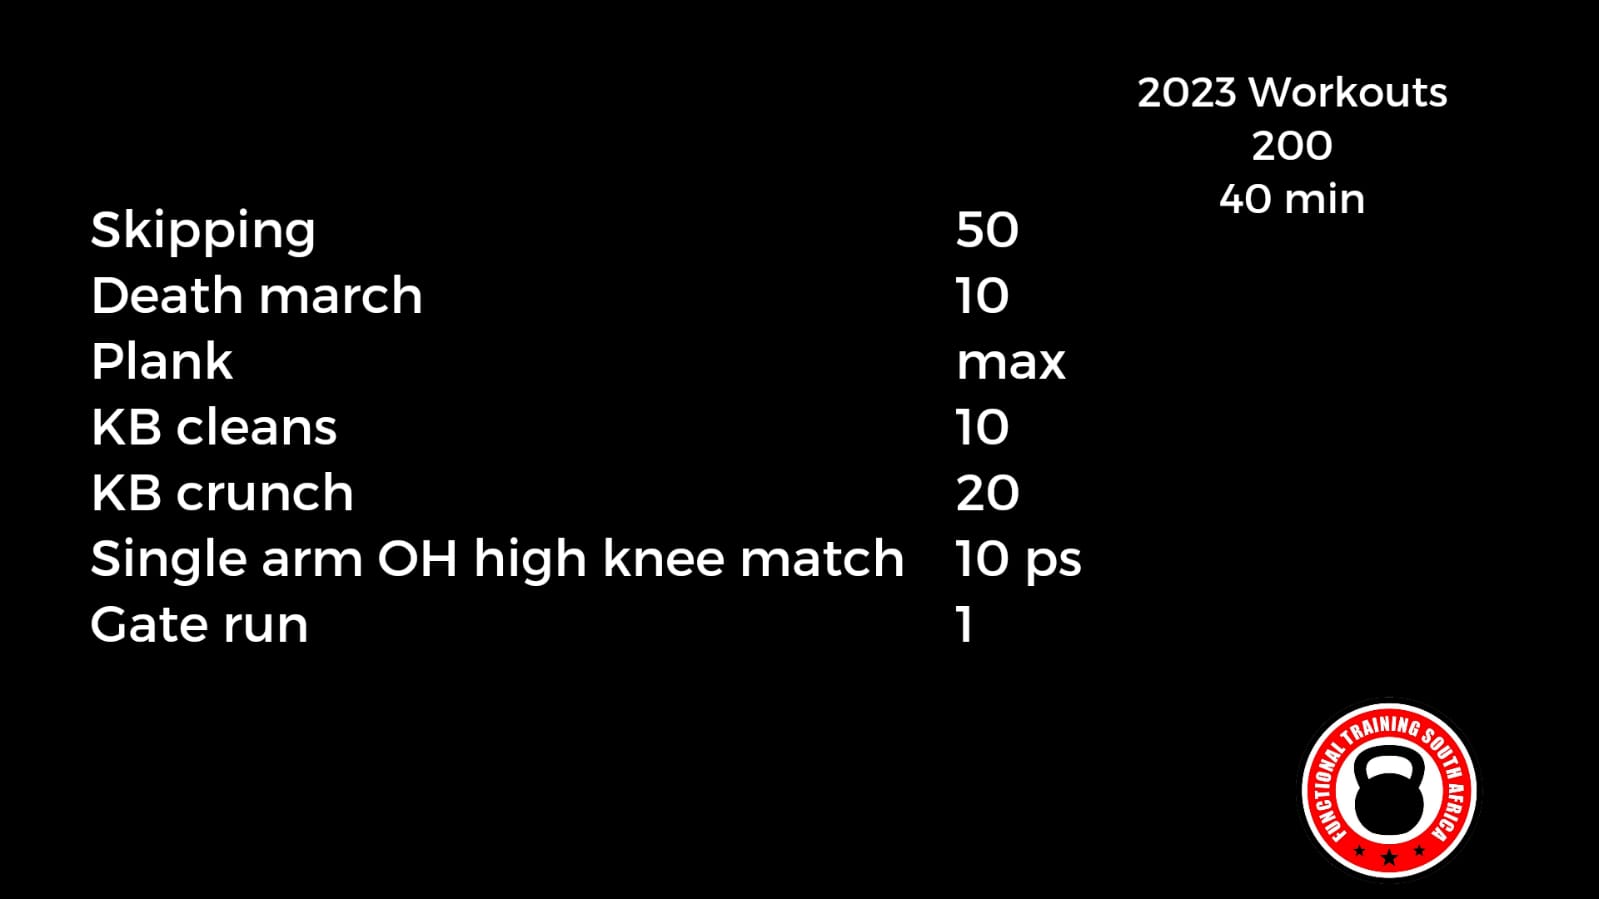 2023 Workouts
200
40 min
Skipping 50
Death march 10
Plank max
KB cleans 10
KB crunch 20
Single arm OH high knee match 10 ps
Gate run 1
FUNCTIONAL TRAINING SOUTH AFRICA